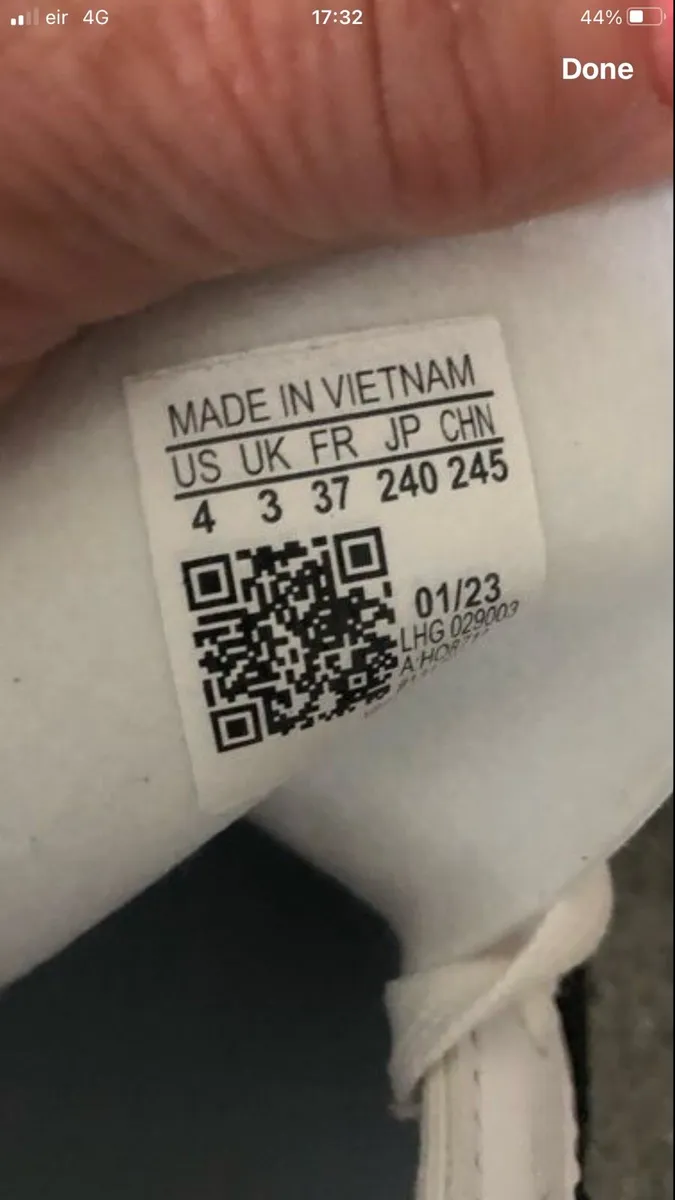 eir 4G 17:32 44%
Done
MADE IN VIETNAM
US UK FR JP CHN
4 3 37 240 245
01/23
LHG 029003